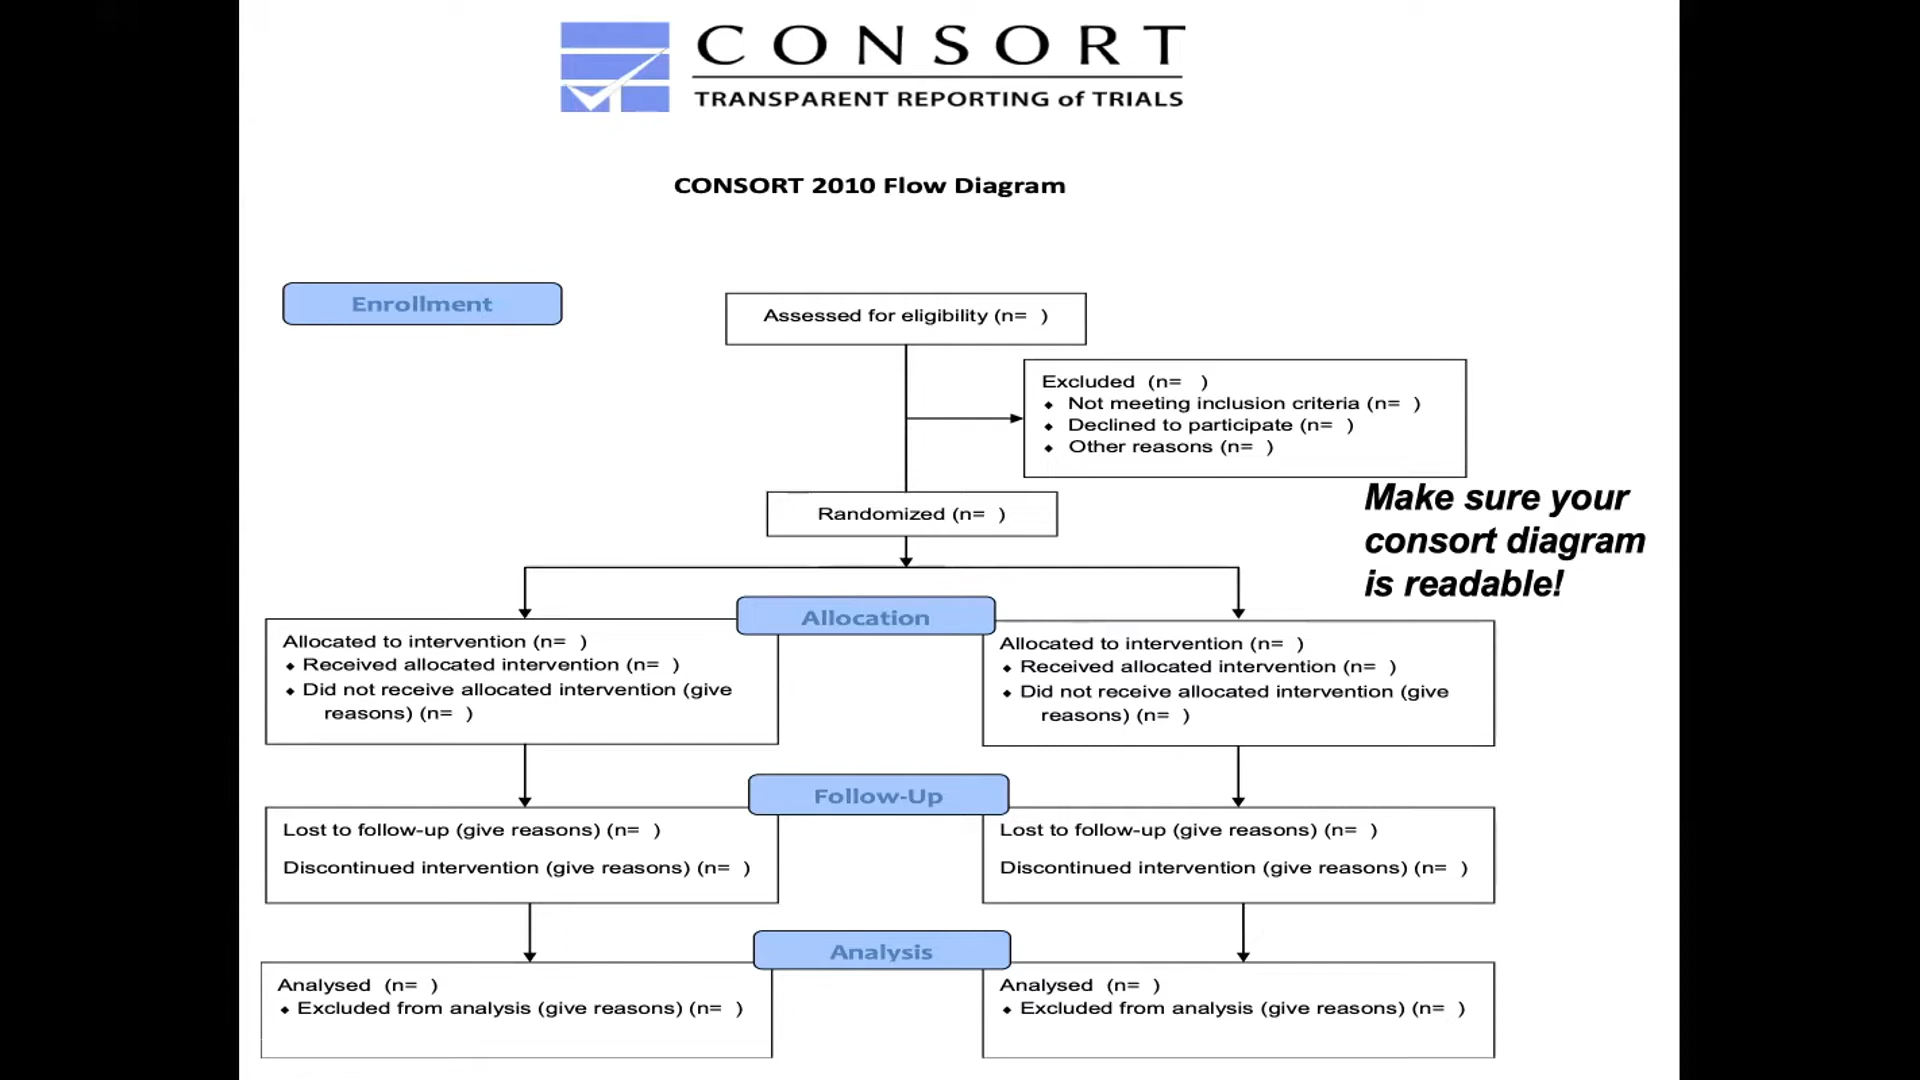 CONSORT
TRANSPARENT REPORTING of TRIALS
CONSORT 2010 Flow Diagram
Enrollment
Assessed for eligibility (n=  )
Excluded  (n=   )
⬥ Not meeting inclusion criteria (n=  )
⬥ Declined to participate (n=  )
⬥ Other reasons (n=  )
Make sure your
consort diagram
is readable!
Randomized (n=  )
Allocation
Allocated to intervention (n=  )
⬥ Received allocated intervention (n=  )
⬥ Did not receive allocated intervention (give
reasons) (n=  )
Allocated to intervention (n=  )
⬥ Received allocated intervention (n=  )
⬥ Did not receive allocated intervention (give
reasons) (n=  )
Follow-Up
Lost to follow-up (give reasons) (n=  )
Discontinued intervention (give reasons) (n=  )
Lost to follow-up (give reasons) (n=  )
Discontinued intervention (give reasons) (n=  )
Analysis
Analysed  (n=  )
⬥ Excluded from analysis (give reasons) (n=  )
Analysed  (n=  )
⬥ Excluded from analysis (give reasons) (n=  )